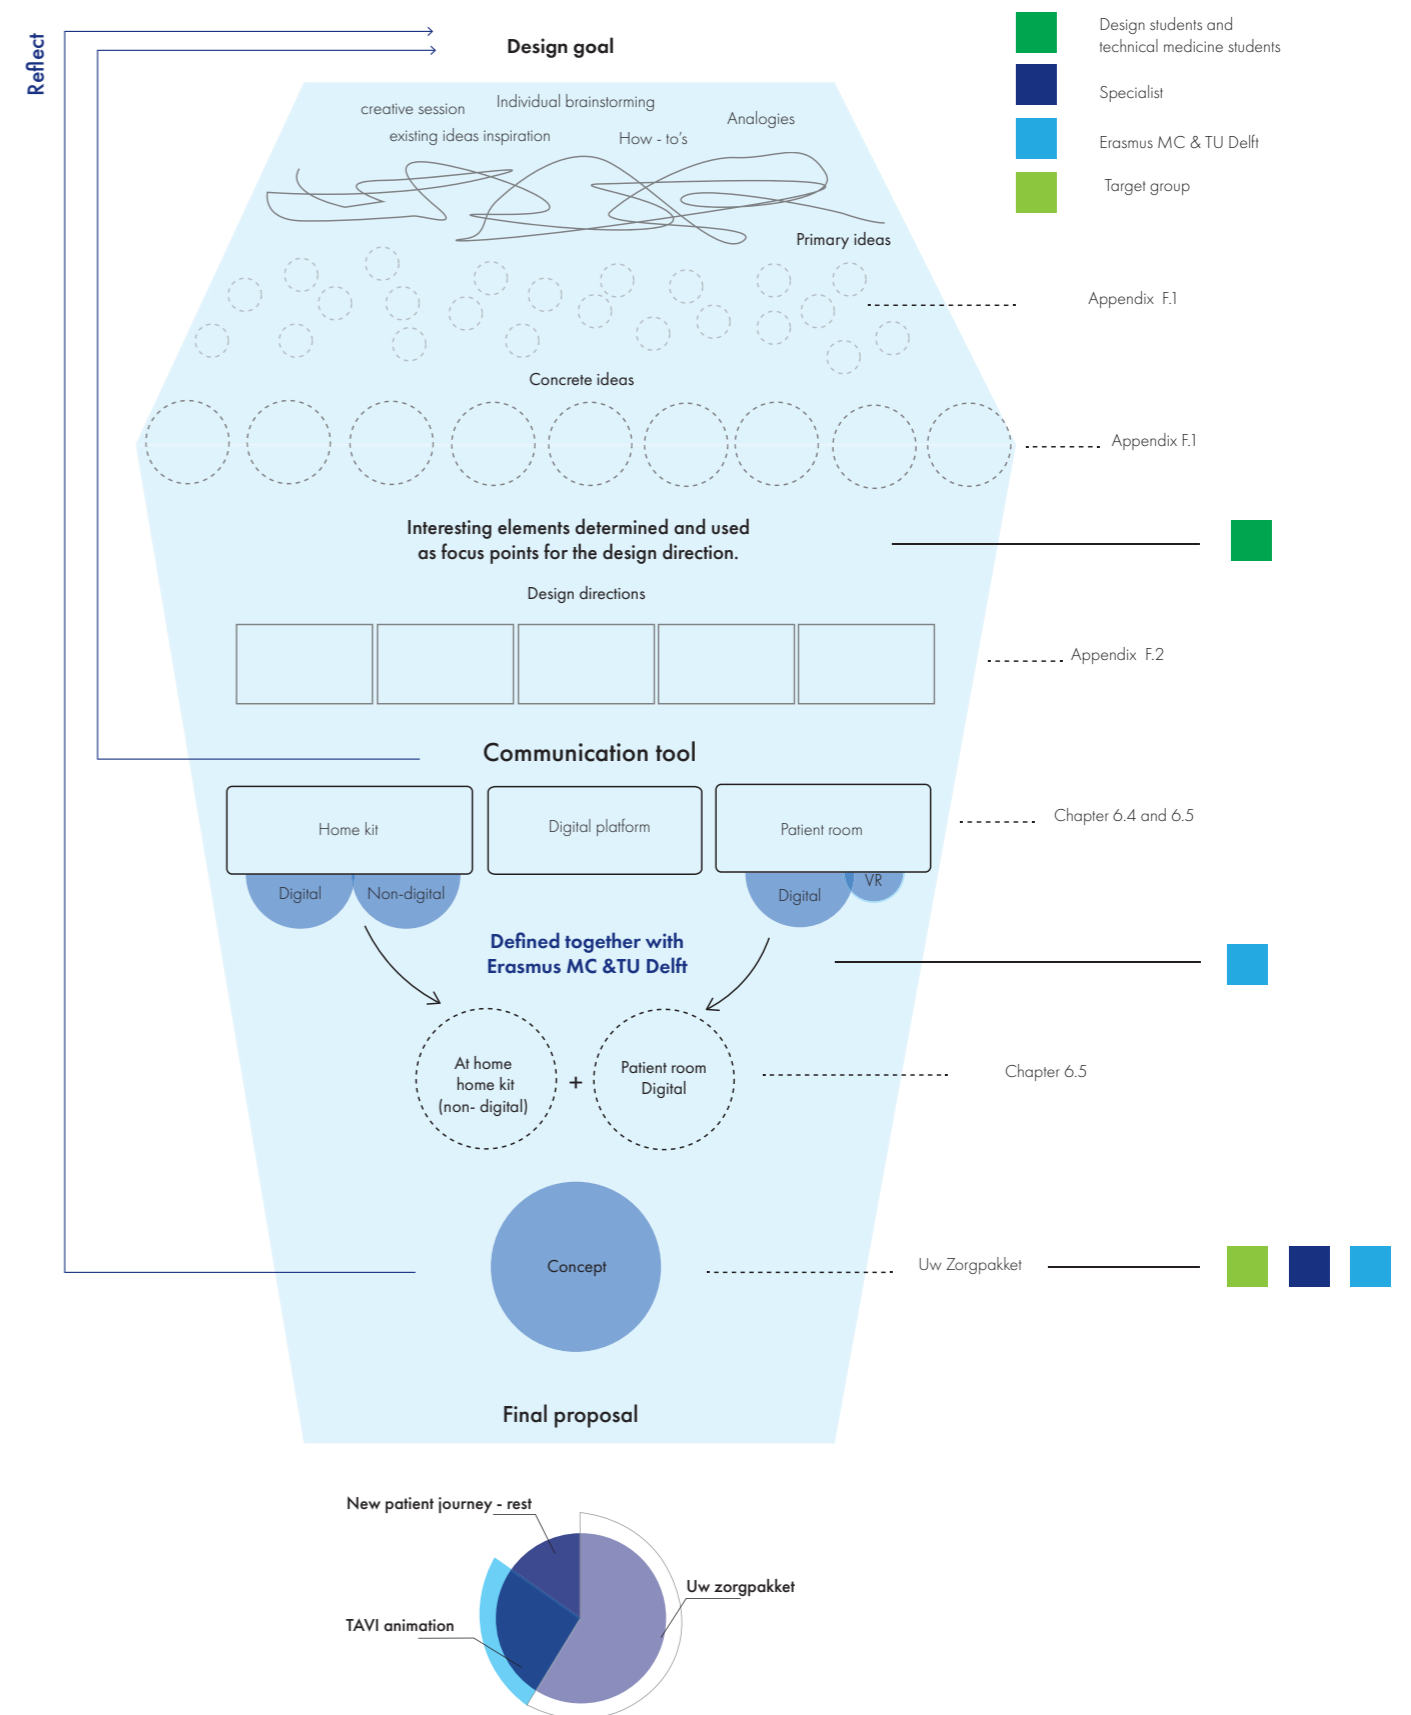 Reflect
Design goal
Design students and
technical medicine students
Specialist
Erasmus MC & TU Delft
Target group
creative session
Individual brainstorming
Analogies
existing ideas inspiration
How - to's
Primary ideas
Appendix F.1
Concrete ideas
Appendix F.1
Interesting elements determined and used
as focus points for the design direction.
Design directions
Appendix F.2
Communication tool
Home kit
Digital platform
Patient room
Chapter 6.4 and 6.5
Digital
Non-digital
Digital
VR
Defined together with
Erasmus MC &TU Delft
At home
home kit
(non- digital)
+
Patient room
Digital
Chapter 6.5
Concept
Uw Zorgpakket
Final proposal
New patient journey - rest
Uw zorgpakket
TAVI animation